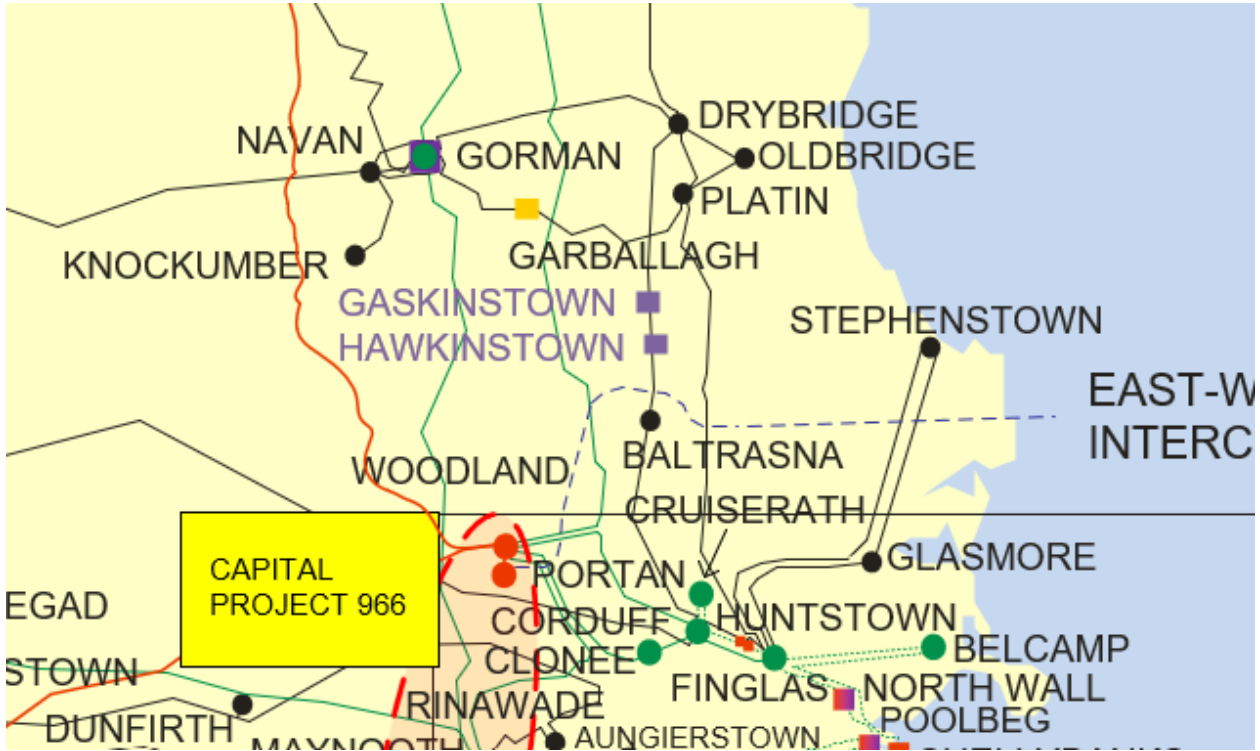 DRYBRIDGE
NAVAN
GORMAN
OLDBRIDGE
PLATIN
GARBALLAGH
KNOCKUMBER
GASKINSTOWN
STEPHENSTOWN
HAWKINSTOWN
EAST-W
INTERC
BALTRASNA
WOODLAND
CRUISERATH
GLASMORE
CAPITAL
PROJECT 966
PORTAN
EGAD
CORDUFF
HUNTSTOWN
CLONEE
BELCAMP
STOWN
FINGLAS
NORTH WALL
RINAWADE
POOLBEG
DUNFIRTH
AUNGIERSTOWN
MAYNOOTH